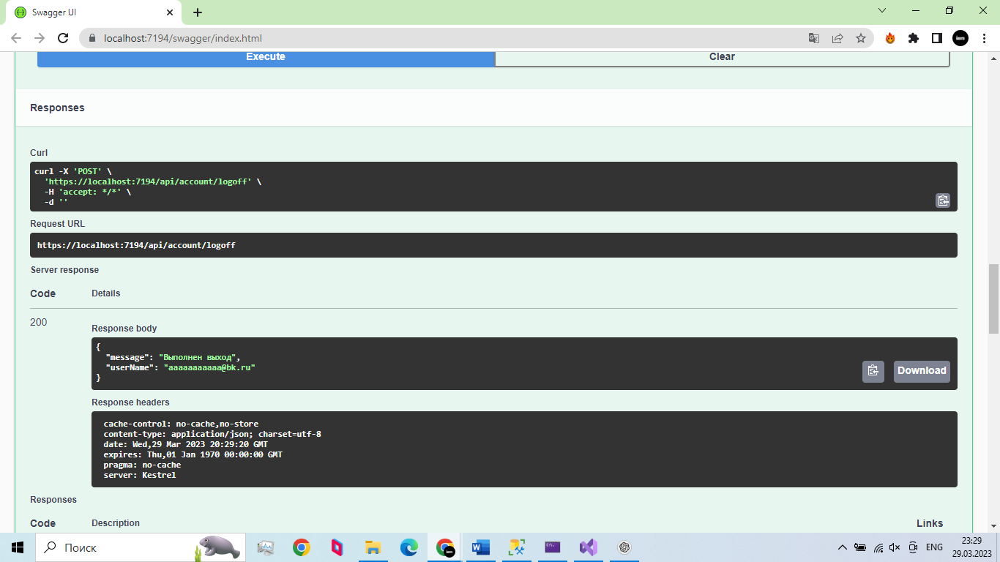 Swagger UI
localhost:7194/swagger/index.html
Execute
Clear
Responses
Curl
curl -X 'POST' \
'https://localhost:7194/api/account/logoff' \
-H 'accept: */*' \
-d ''
Request URL
https://localhost:7194/api/account/logoff
Server response
Code
Details
200
Response body
{
"message": "Выполнен выход",
"userName": "aaaaaaaaaaa@bk.ru"
}
Download
Response headers
cache-control: no-cache,no-store
content-type: application/json; charset=utf-8
date: Wed,29 Mar 2023 20:29:20 GMT
expires: Thu,01 Jan 1970 00:00:00 GMT
pragma: no-cache
server: Kestrel
Responses
Code
Description
Links
Поиск
ENG
23:29
29.03.2023